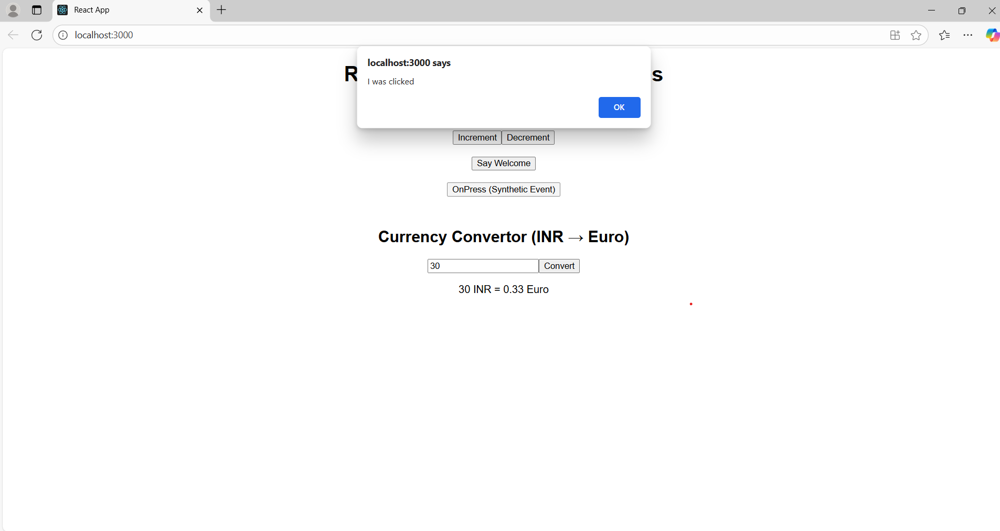 React App
localhost:3000
localhost:3000 says
I was clicked
OK
Increment Decrement
Say Welcome
OnPress (Synthetic Event)
Currency Convertor (INR → Euro)
30 Convert
30 INR = 0.33 Euro